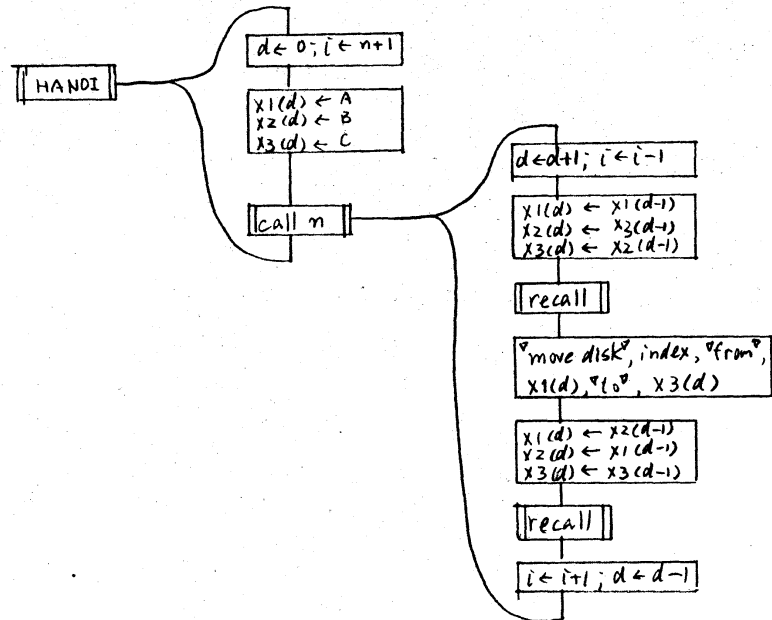 HANOI
d ← 0; i ← n+1
x1(d) ← A
x2(d) ← B
x3(d) ← C
call n
d ← d+1; i ← i-1
x1(d) ← x1(d-1)
x2(d) ← x3(d-1)
x3(d) ← x2(d-1)
recall
"move disk", index, "from",
x1(d), "to", x3(d)
x1(d) ← x2(d-1)
x2(d) ← x1(d-1)
x3(d) ← x3(d-1)
recall
i ← i+1; d ← d-1